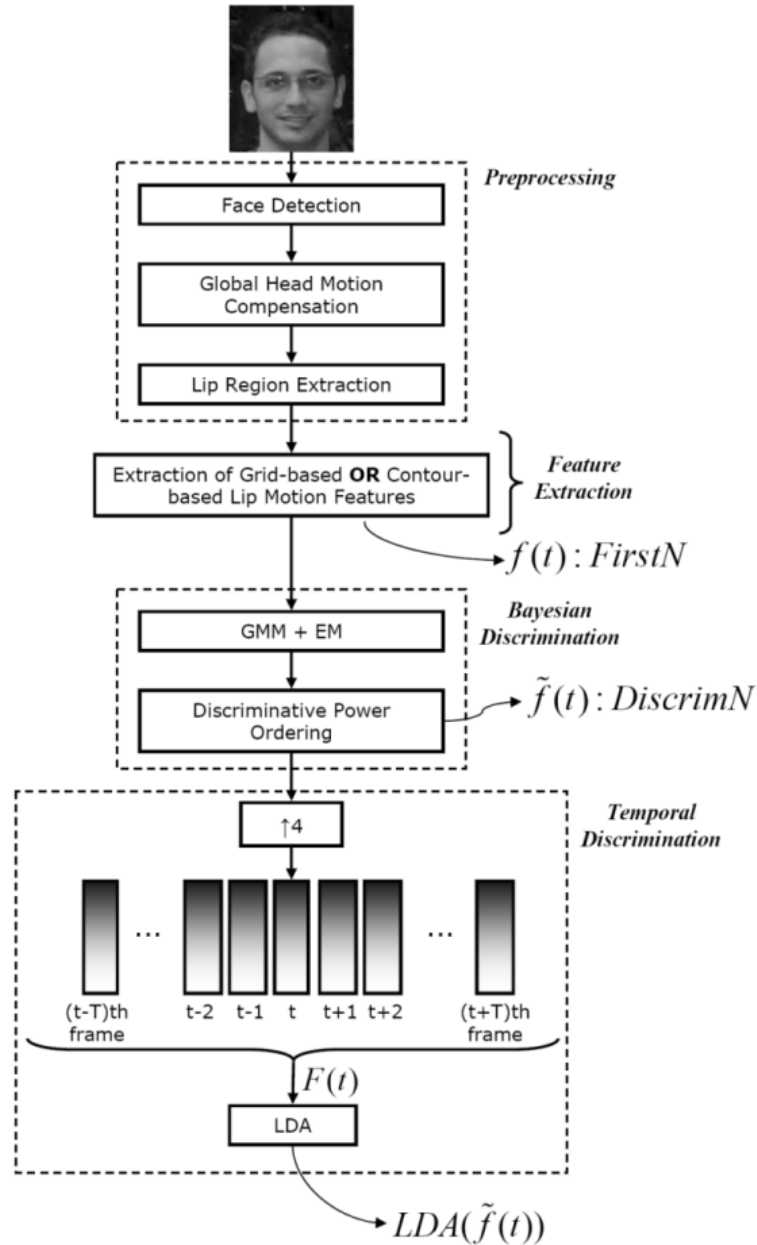 Preprocessing
Face Detection
Global Head Motion
Compensation
Lip Region Extraction
Extraction of Grid-based OR Contour-
based Lip Motion Features
Feature
Extraction
f(t) : FirstN
Bayesian
Discrimination
GMM + EM
Discriminative Power
Ordering
f̃(t) : DiscrimN
Temporal
Discrimination
↑4
... ...
(t-T)th
frame
t-2 t-1 t t+1 t+2
(t+T)th
frame
F(t)
LDA
LDA(f̃(t))